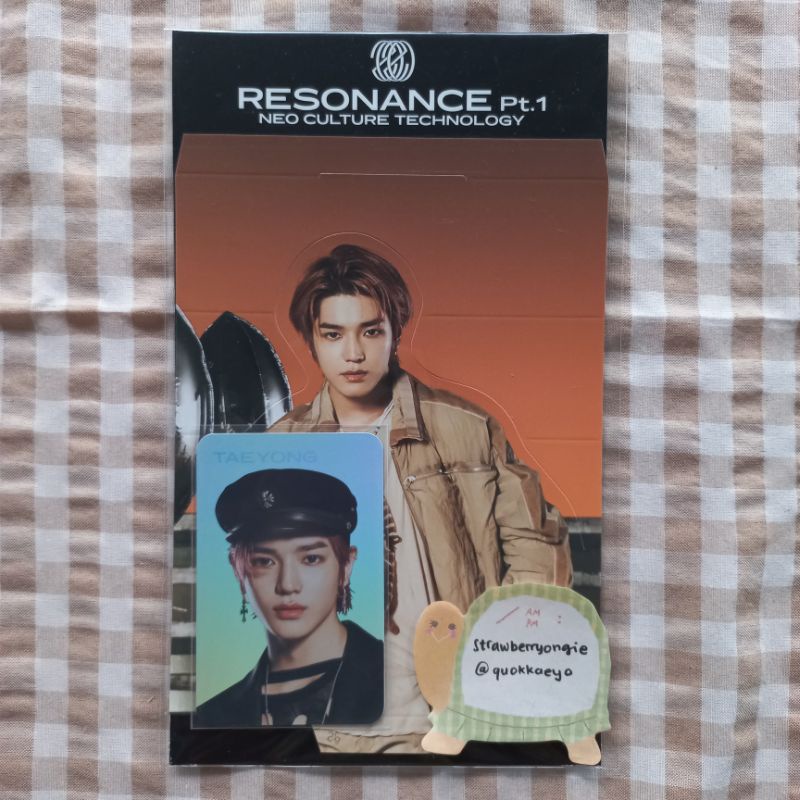 RESONANCE Pt.1
NEO CULTURE TECHNOLOGY
TAEYONG
AM
PM
strawberryongie
@quokkaeyo